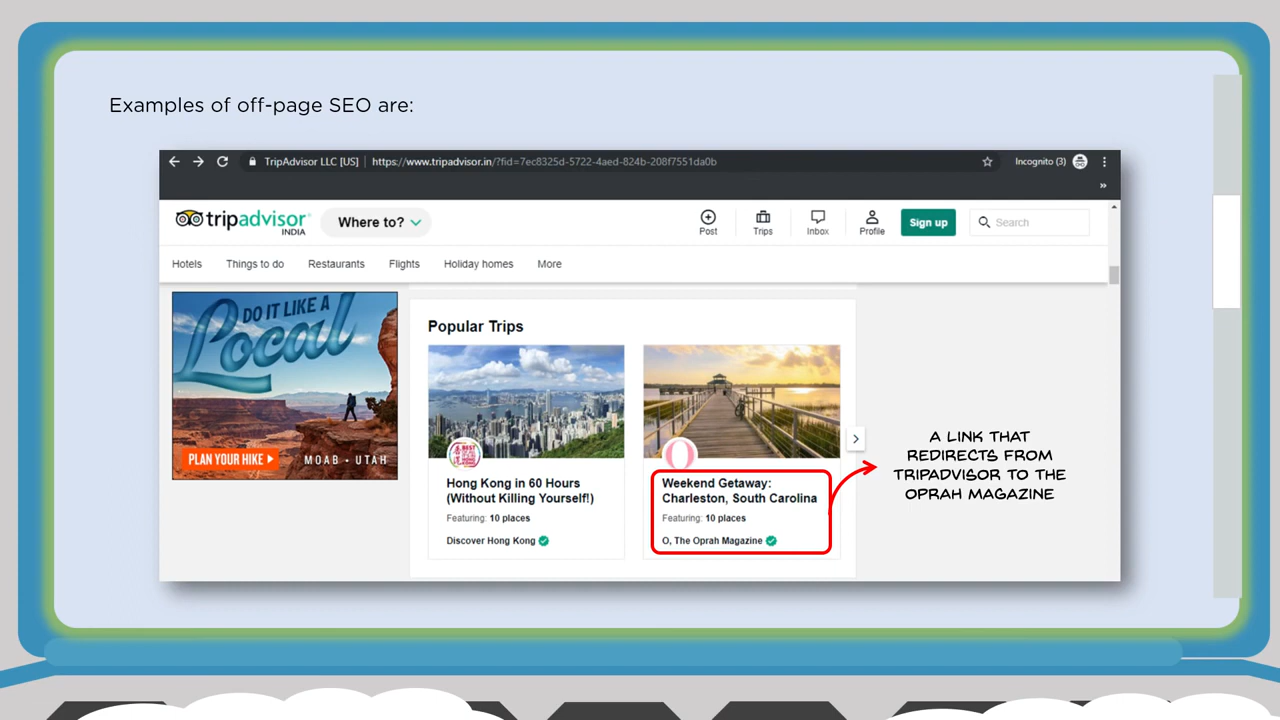 Examples of off-page SEO are:
TripAdvisor LLC [US] | https://www.tripadvisor.in/?fid=7ec8325d-5722-4aed-824b-208f7551da0b
Incognito (3)
tripadvisor
INDIA
Where to?
Post
Trips
Inbox
Profile
Sign up
Search
Hotels
Things to do
Restaurants
Flights
Holiday homes
More
DO IT LIKE A
Local
PLAN YOUR HIKE
MOAB • UTAH
Popular Trips
Hong Kong in 60 Hours
(Without Killing Yourself!)
Featuring: 10 places
Discover Hong Kong
Weekend Getaway:
Charleston, South Carolina
Featuring: 10 places
O, The Oprah Magazine
A LINK THAT
REDIRECTS FROM
TRIPADVISOR TO THE
OPRAH MAGAZINE